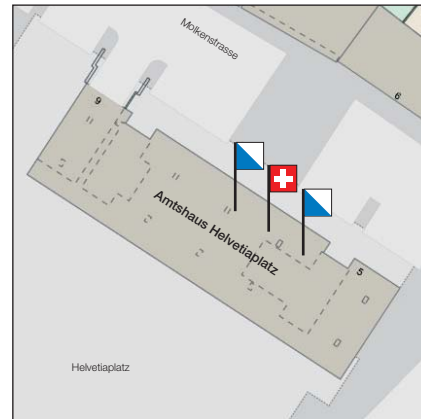 Molkenstrasse
6
9
Amtshaus Helvetiaplatz
5
Helvetiaplatz